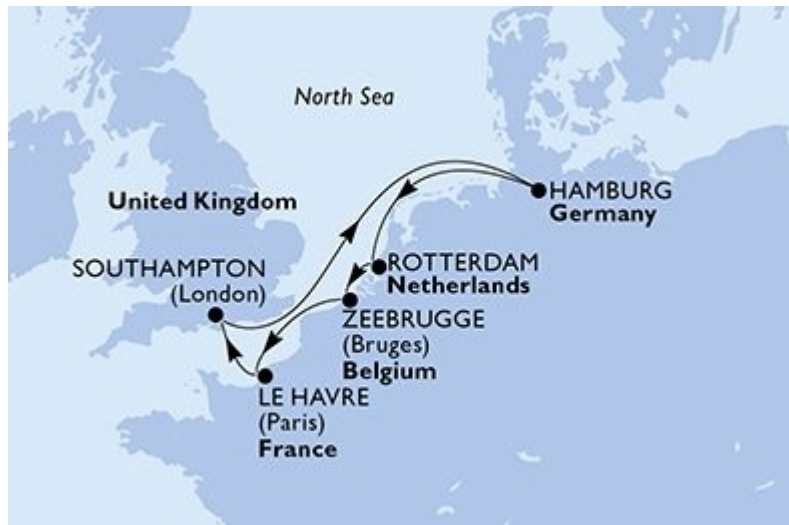 North Sea
United Kingdom
HAMBURG
Germany
SOUTHAMPTON
(London)
ROTTERDAM
Netherlands
ZEEBRUGGE
(Bruges)
Belgium
LE HAVRE
(Paris)
France